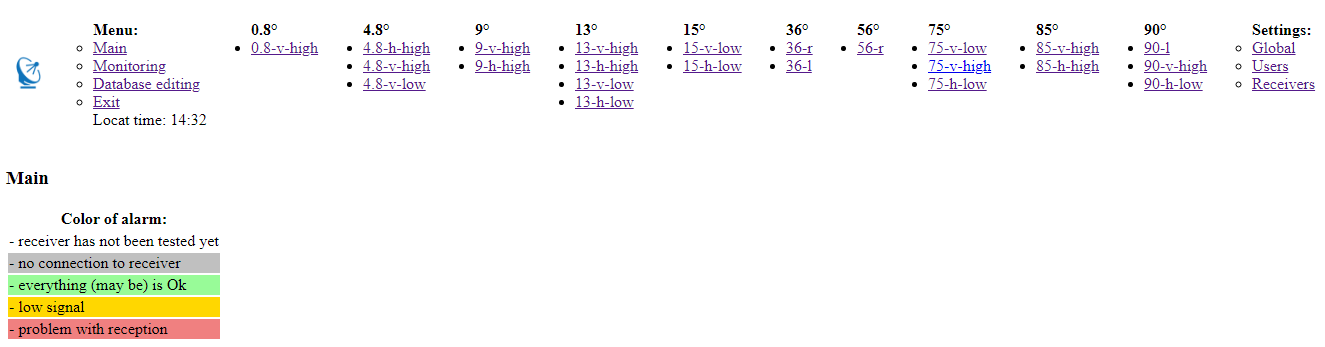 Menu:
Main
Monitoring
Database editing
Exit
Locat time: 14:32
0.8°
0.8-v-high
4.8°
4.8-h-high
4.8-v-high
4.8-v-low
9°
9-v-high
9-h-high
13°
13-v-high
13-h-high
13-v-low
13-h-low
15°
15-v-low
15-h-low
36°
36-r
36-l
56°
56-r
75°
75-v-low
75-v-high
75-h-low
85°
85-v-high
85-h-high
90°
90-l
90-v-high
90-h-low
Settings:
Global
Users
Receivers
Main
Color of alarm:
- receiver has not been tested yet
- no connection to receiver
- everything (may be) is Ok
- low signal
- problem with reception